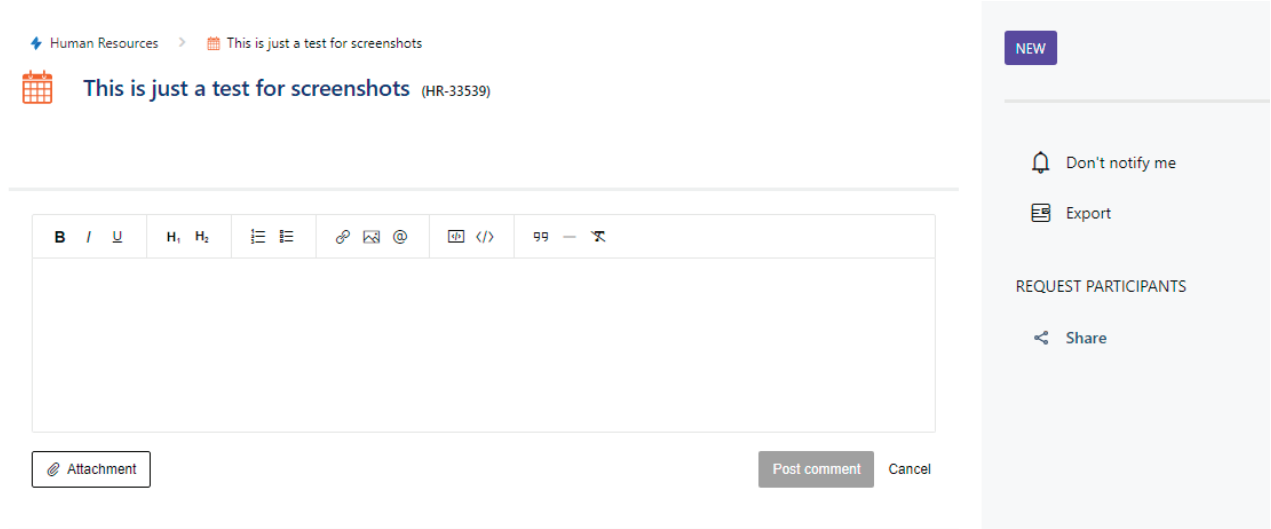 Human Resources > This is just a test for screenshots
This is just a test for screenshots (HR-33539)
B I U H1 H2 @ </> 99
Attachment
Post comment Cancel
NEW
Don't notify me
Export
REQUEST PARTICIPANTS
Share